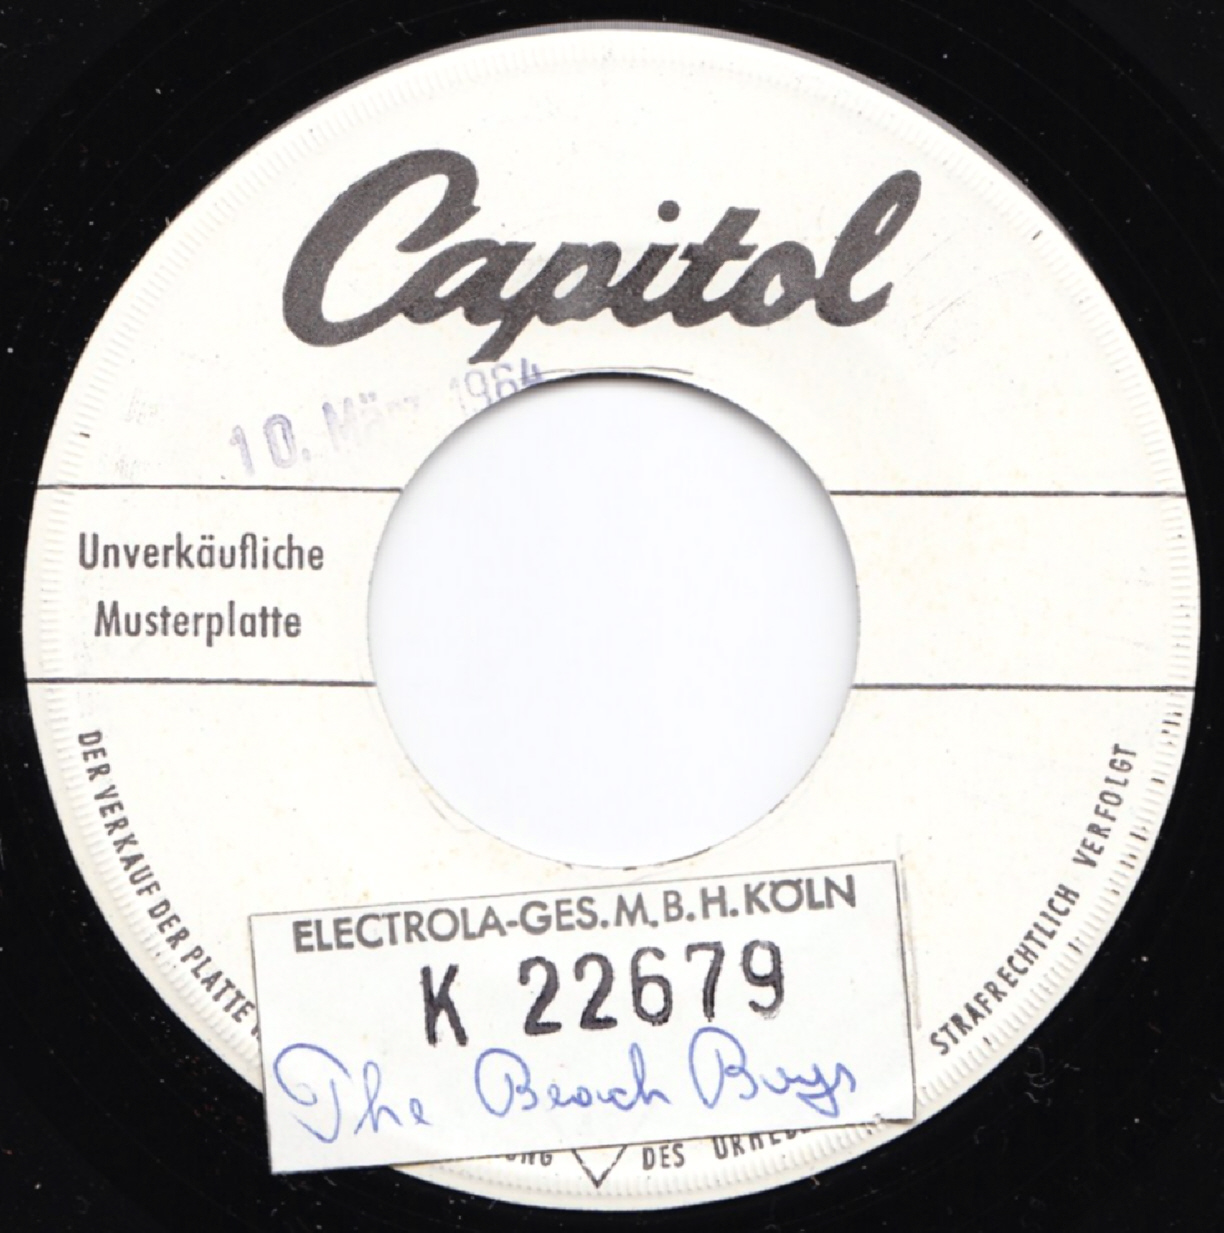 Capitol
10. März 1964
Unverkäufliche
Musterplatte
DER VERKAUF DER PLATTE
STRAFRECHTLICH VERFOLGT
ELECTROLA-GES.M.B.H.KÖLN
K 22679
The Beach Boys
DES